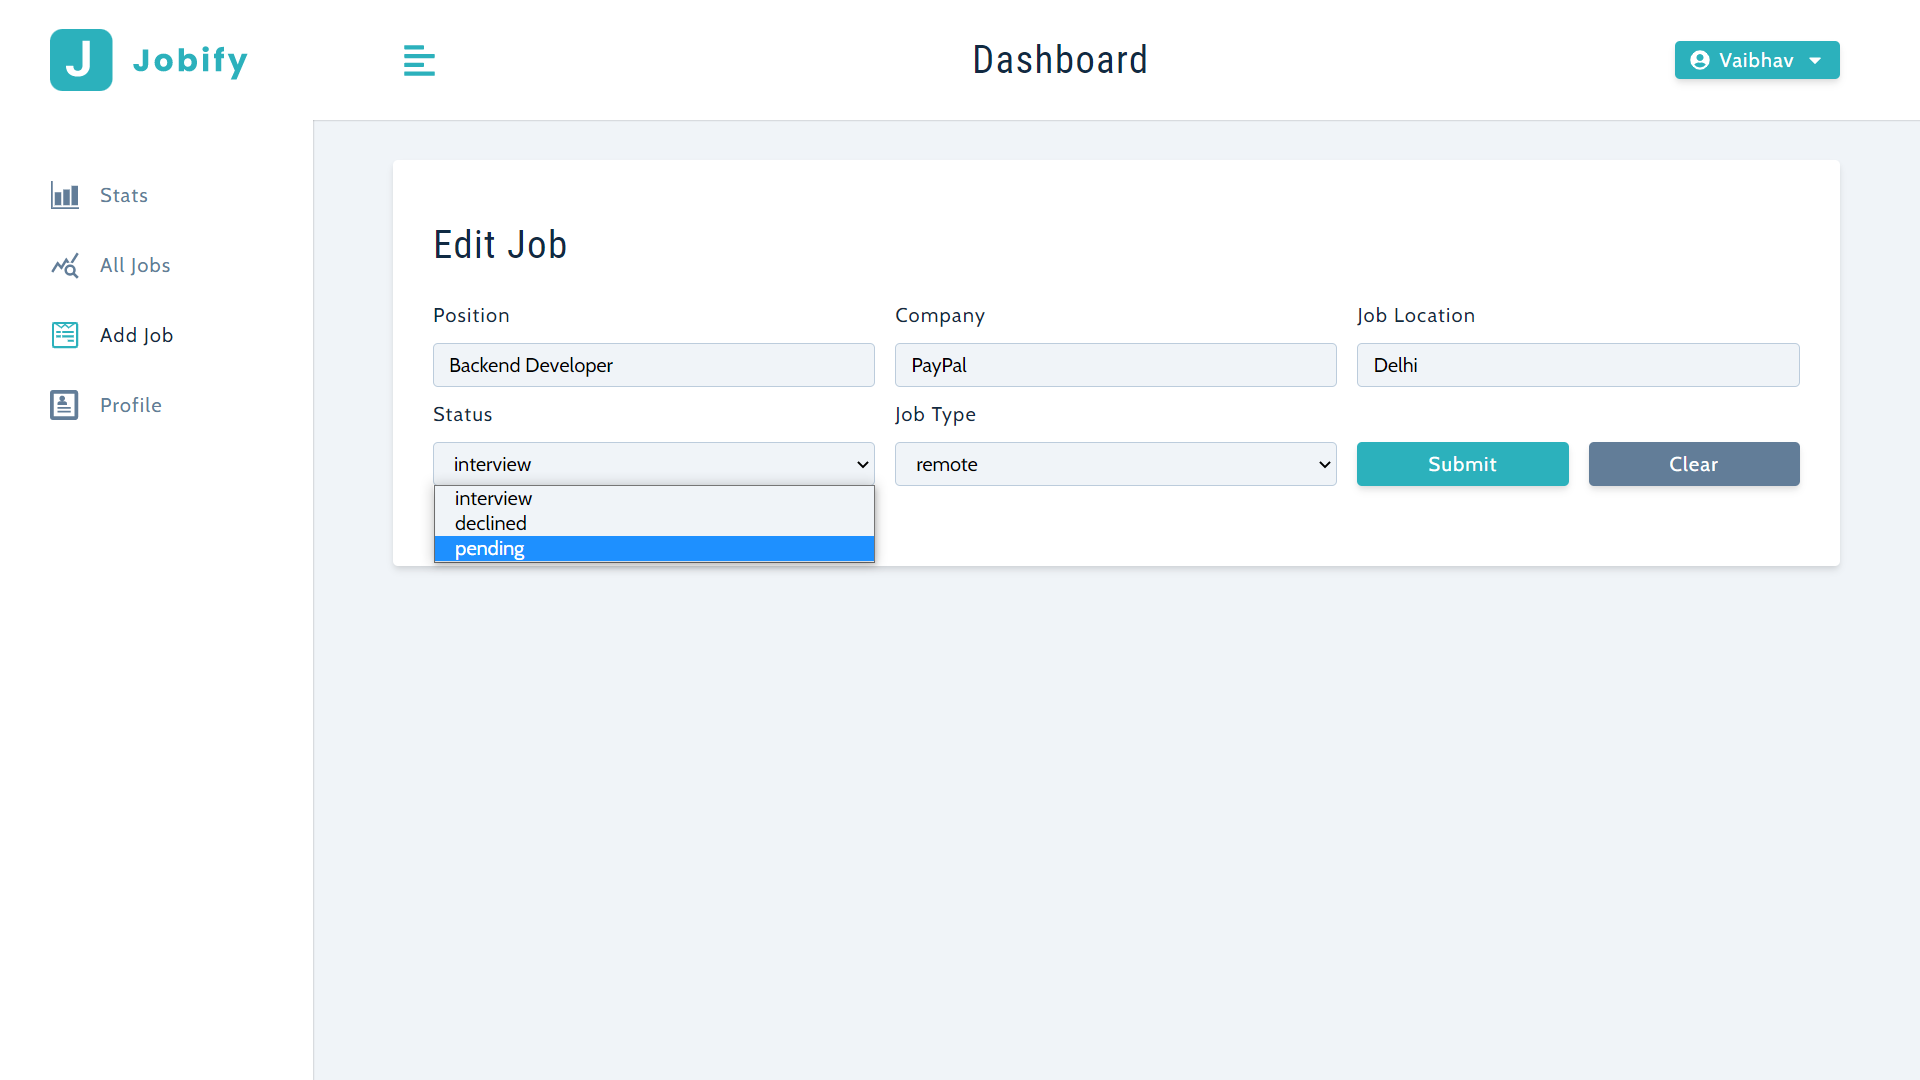 J Jobify
Dashboard
Vaibhav
Stats
All Jobs
Add Job
Profile
Edit Job
Position
Company
Job Location
Backend Developer
PayPal
Delhi
Status
Job Type
interview
remote
Submit
Clear
interview
declined
pending